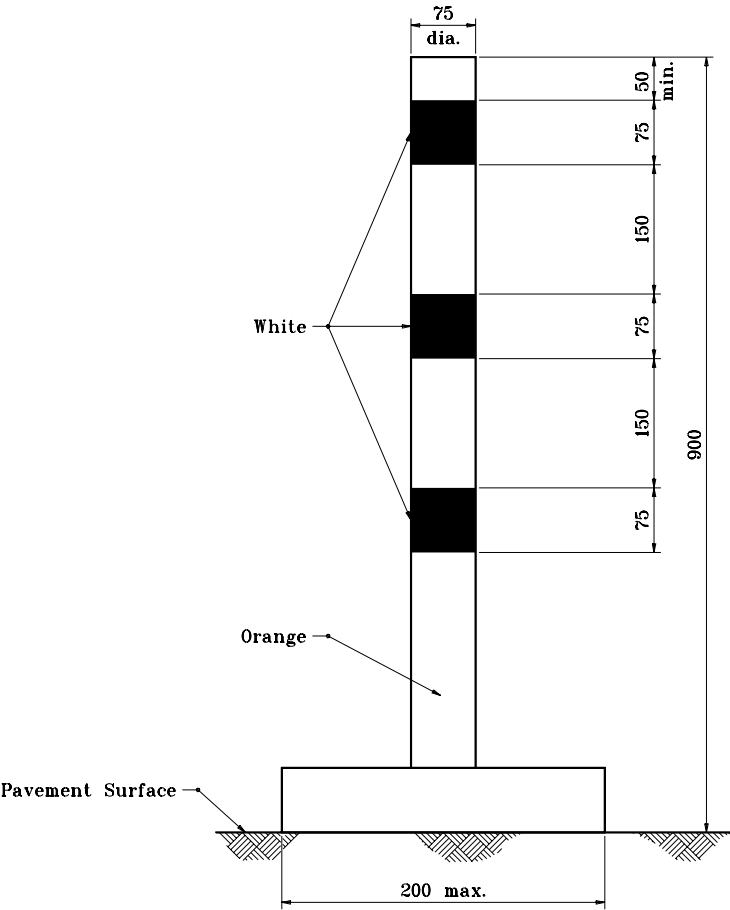 75
dia.
50
min.
75
150
White
75
150
900
75
Orange
Pavement Surface
200 max.